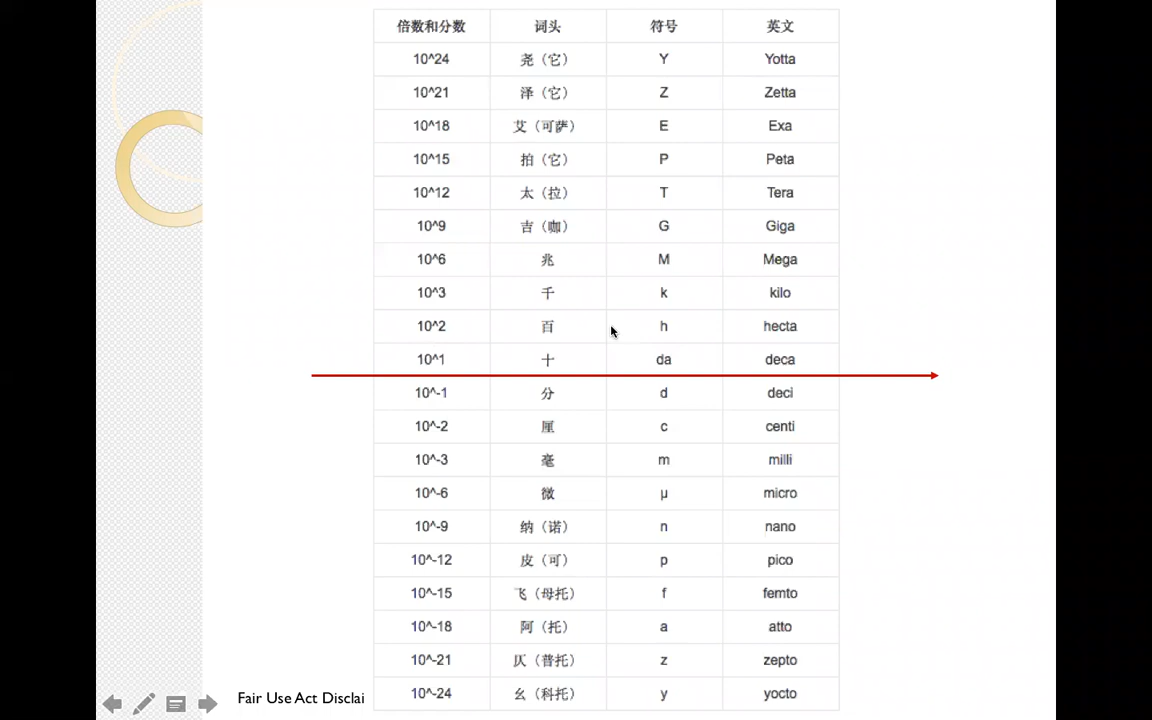 倍数和分数 词头 符号 英文
10^24 尧（它） Y Yotta
10^21 泽（它） Z Zetta
10^18 艾（可萨） E Exa
10^15 拍（它） P Peta
10^12 太（拉） T Tera
10^9 吉（咖） G Giga
10^6 兆 M Mega
10^3 千 k kilo
10^2 百 h hecta
10^1 十 da deca
10^-1 分 d deci
10^-2 厘 c centi
10^-3 毫 m milli
10^-6 微 μ micro
10^-9 纳（诺） n nano
10^-12 皮（可） p pico
10^-15 飞（母托） f femto
10^-18 阿（托） a atto
10^-21 仄（普托） z zepto
10^-24 幺（科托） y yocto
Fair Use Act Disclai